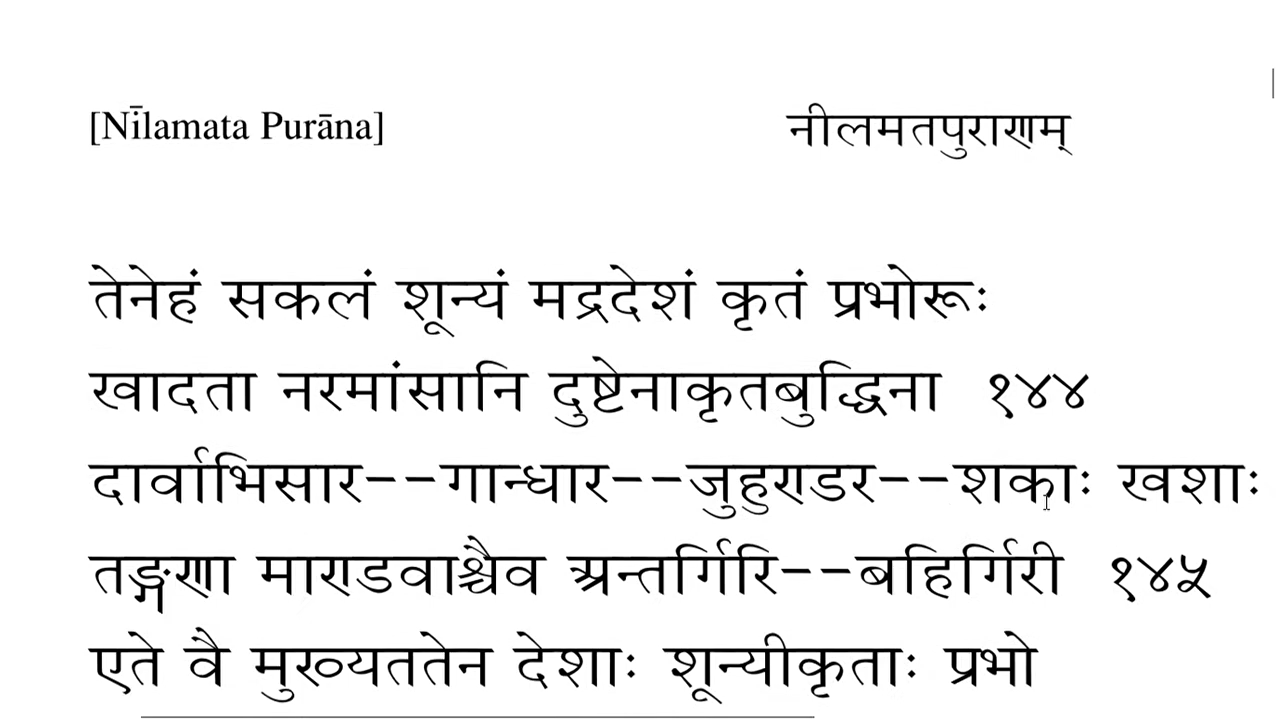 [Nīlamata Purāna] नीलमतपुराणम्
तेनेहं सकलं शून्यं मद्रदेशं कृतं प्रभोरूः
खादता नरमांसानि दुष्टेनाकृतबुद्धिना १४४
दार्वाभिसार--गान्धार--जुहुण्डर--शकाः खशाः
तङ्गणा माण्डवाश्चैव अन्तर्गिरि--बहिर्गिरी १४५
एते वै मुख्यततेन देशाः शून्यीकृताः प्रभो